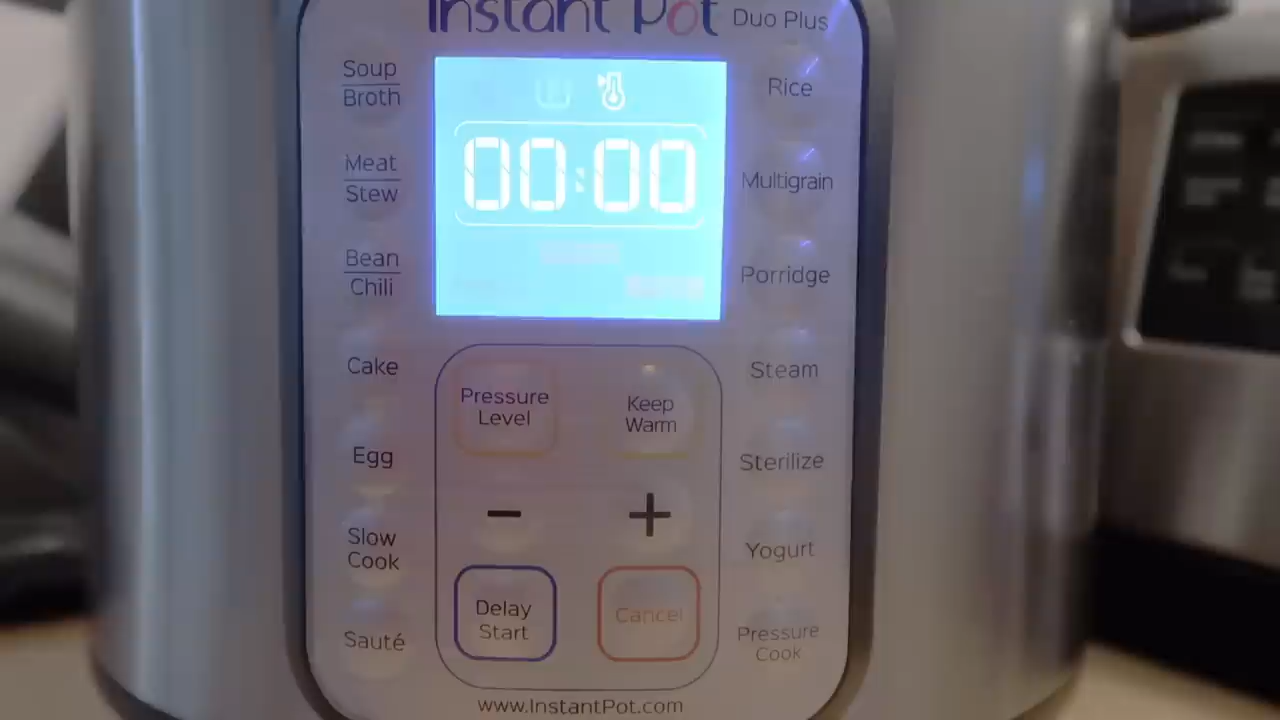 Instant Pot Duo Plus
Soup
Broth
Meat
Stew
Bean
Chili
Cake
Egg
Slow
Cook
Sauté
00:00
Pressure
Level
Keep
Warm
−
+
Delay
Start
Cancel
Rice
Multigrain
Porridge
Steam
Sterilize
Yogurt
Pressure
Cook
www.InstantPot.com